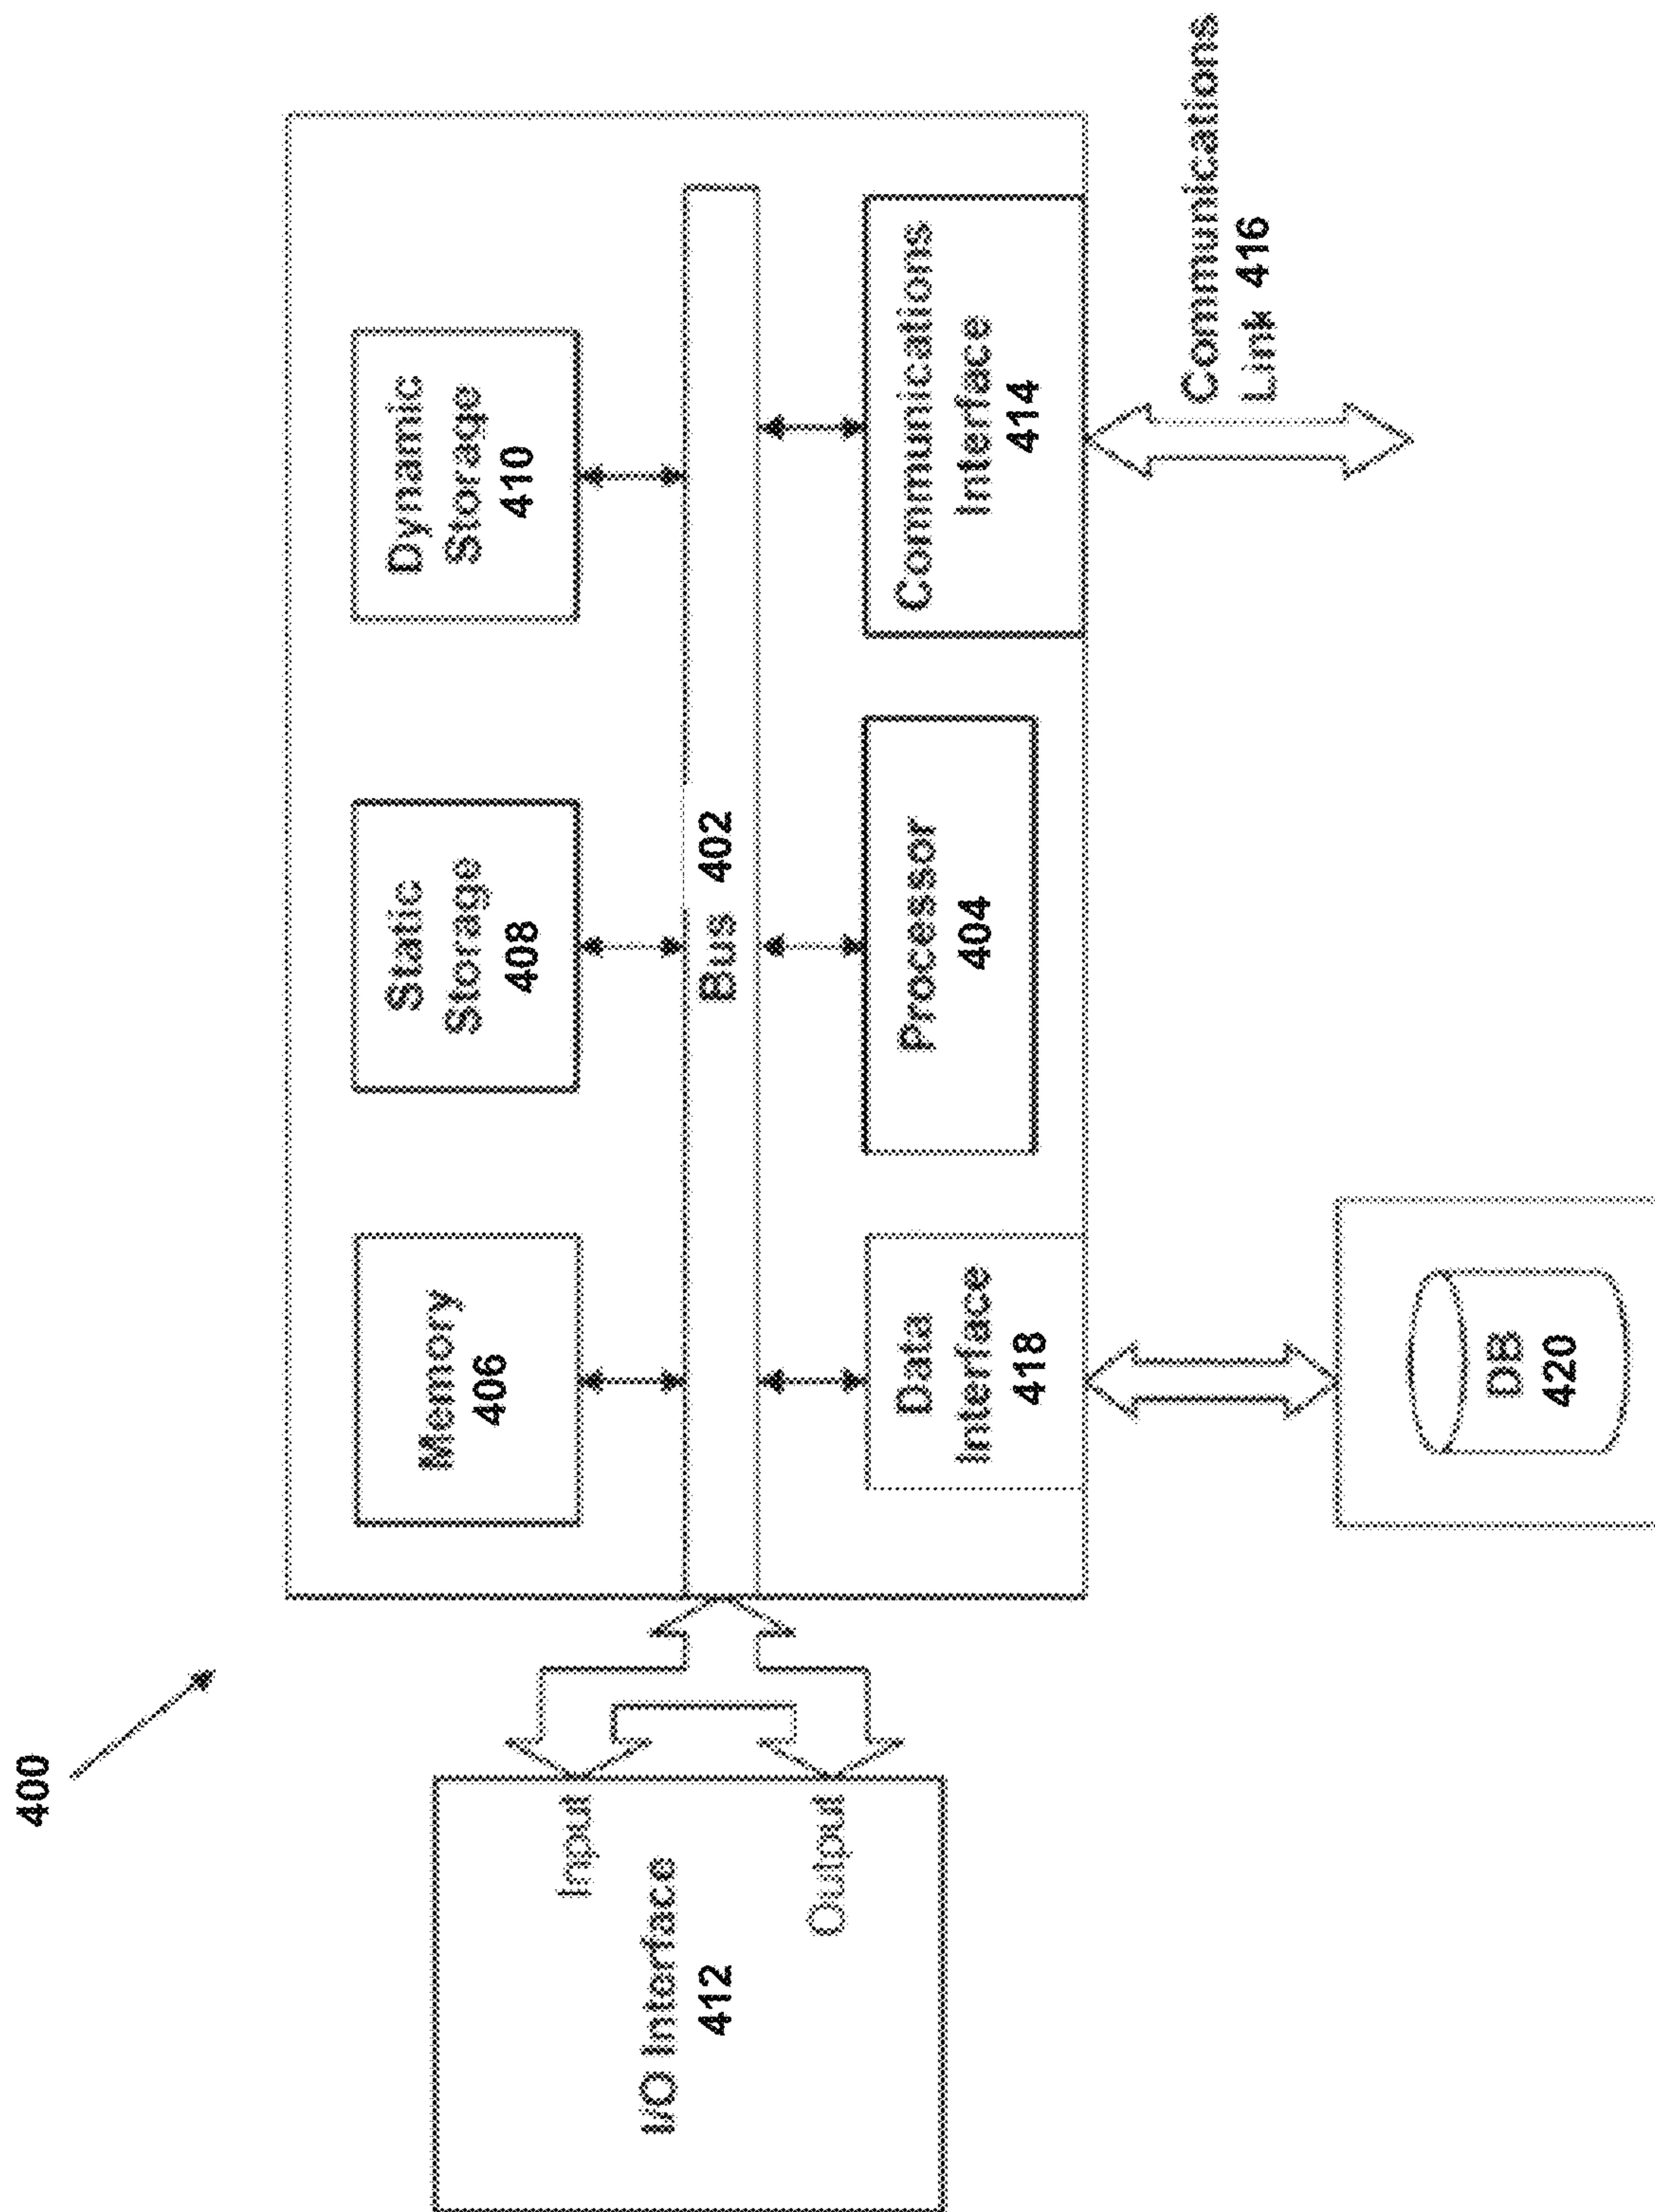 400
Memory
406
Static
Storage
408
Dynamic
Storage
410
I/O Interface
412
Input
Output
Bus 402
Data
Interface
418
Processor
404
Communications
Interface
414
Communications
Link 416
DB
420